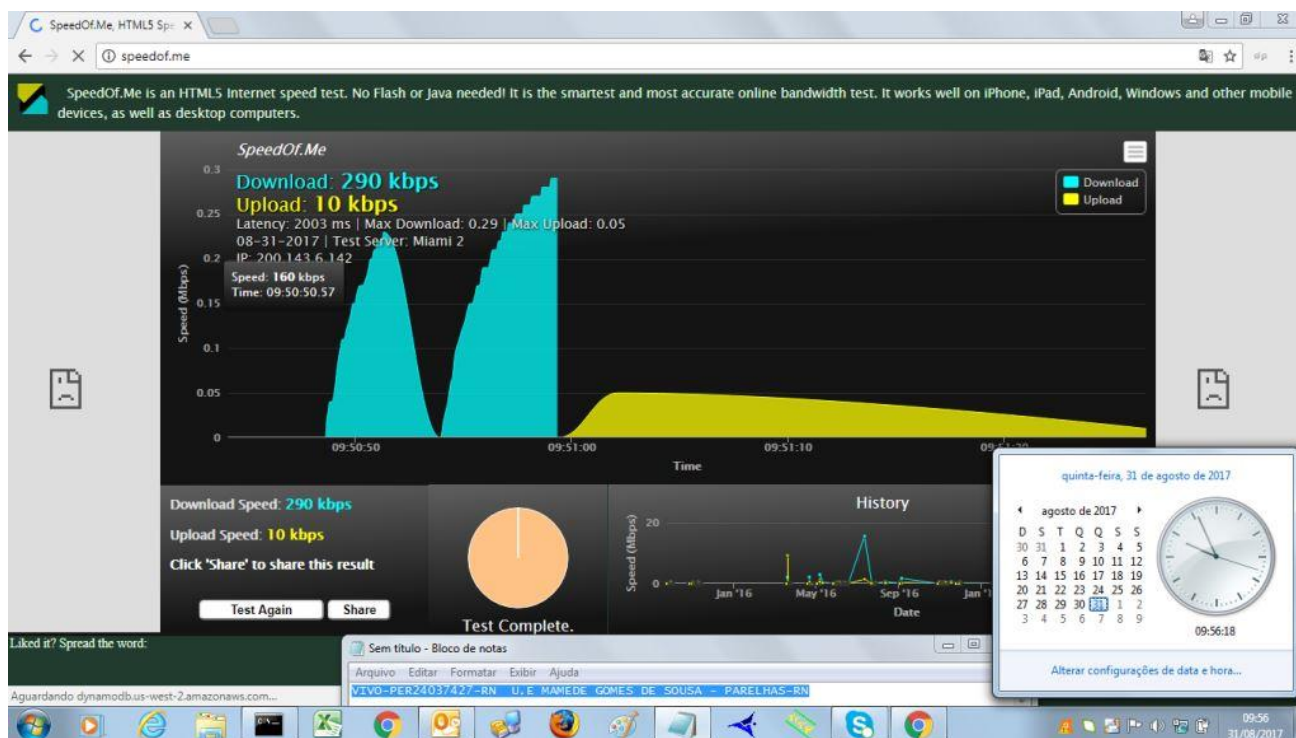 SpeedOf.Me, HTML5 Spe
speedof.me
SpeedOf.Me is an HTML5 Internet speed test. No Flash or Java needed! It is the smartest and most accurate online bandwidth test. It works well on iPhone, iPad, Android, Windows and other mobile
devices, as well as desktop computers.
SpeedOf.Me
Download: 290 kbps
Upload: 10 kbps
Latency: 2003 ms | Max Download: 0.29 | Max Upload: 0.05
08-31-2017 | Test Server: Miami 2
IP: 200.143.6.142
Speed: 160 kbps
Time: 09:50:50.57
Download
Upload
Speed (Mbps)
0.3
0.25
0.2
0.15
0.1
0.05
0
09:50:50 09:51:00 09:51:10
Time
Download Speed: 290 kbps
Upload Speed: 10 kbps
Click 'Share' to share this result
Test Again Share
Test Complete.
History
Speed (Mbps)
20
0
Jan '16 May '16 Sep '16 Jan '1
Date
quinta-feira, 31 de agosto de 2017
agosto de 2017
D S T Q Q S S
30 31 1 2 3 4 5
6 7 8 9 10 11 12
13 14 15 16 17 18 19
20 21 22 23 24 25 26
27 28 29 30 31 1 2
3 4 5 6 7 8 9
09:56:18
Alterar configurações de data e hora...
Liked it? Spread the word:
Sem título - Bloco de notas
Arquivo Editar Formatar Exibir Ajuda
VIVO-PER24037427-RN U.E MAMEDE GOMES DE SOUSA - PARELHAS-RN
Aguardando dynamodb.us-west-2.amazonaws.com...
09:56
31/08/2017